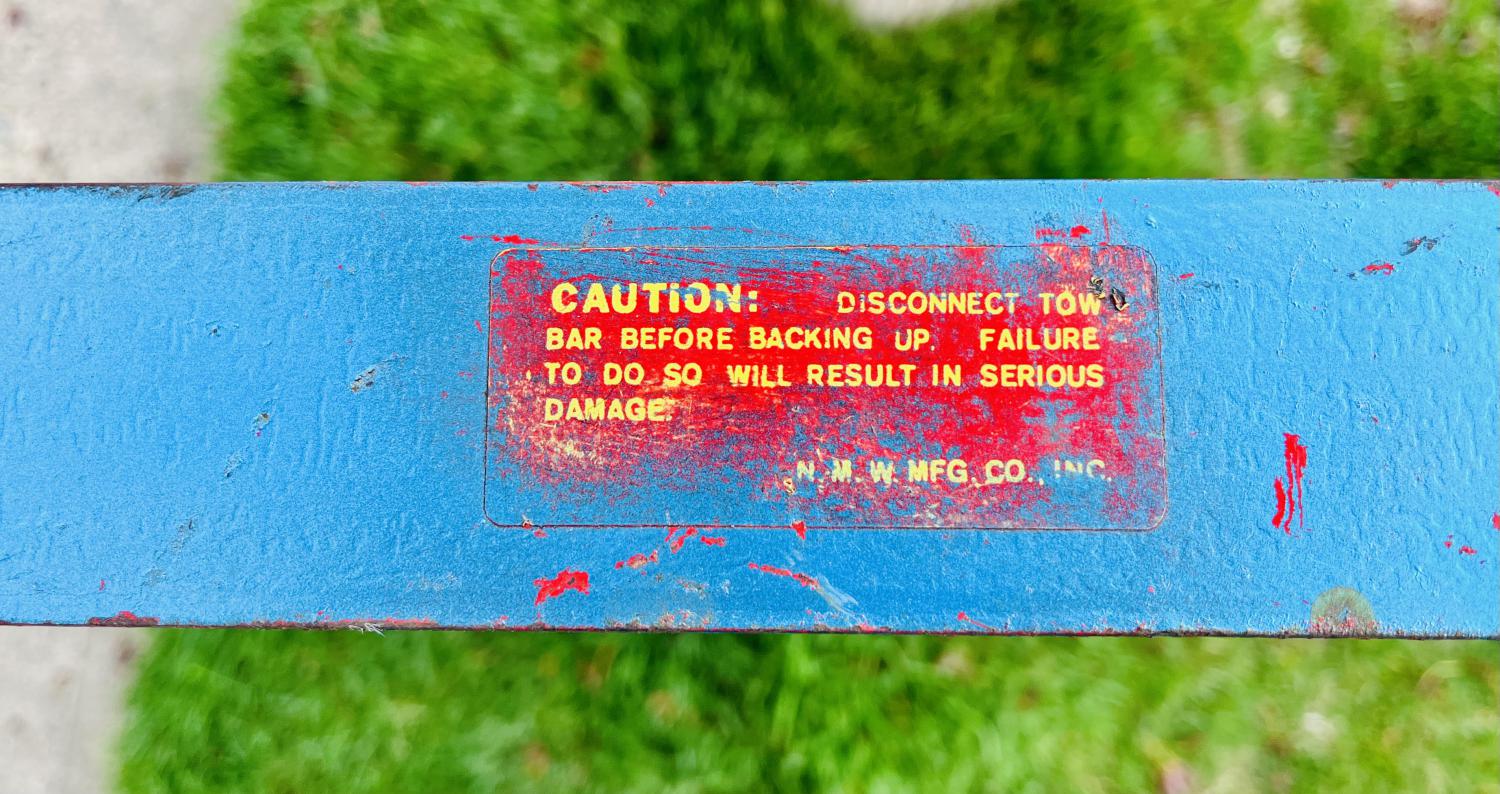 CAUTION: DISCONNECT TOW
BAR BEFORE BACKING UP. FAILURE
TO DO SO WILL RESULT IN SERIOUS
DAMAGE.
N. M. W. MFG. CO., INC.